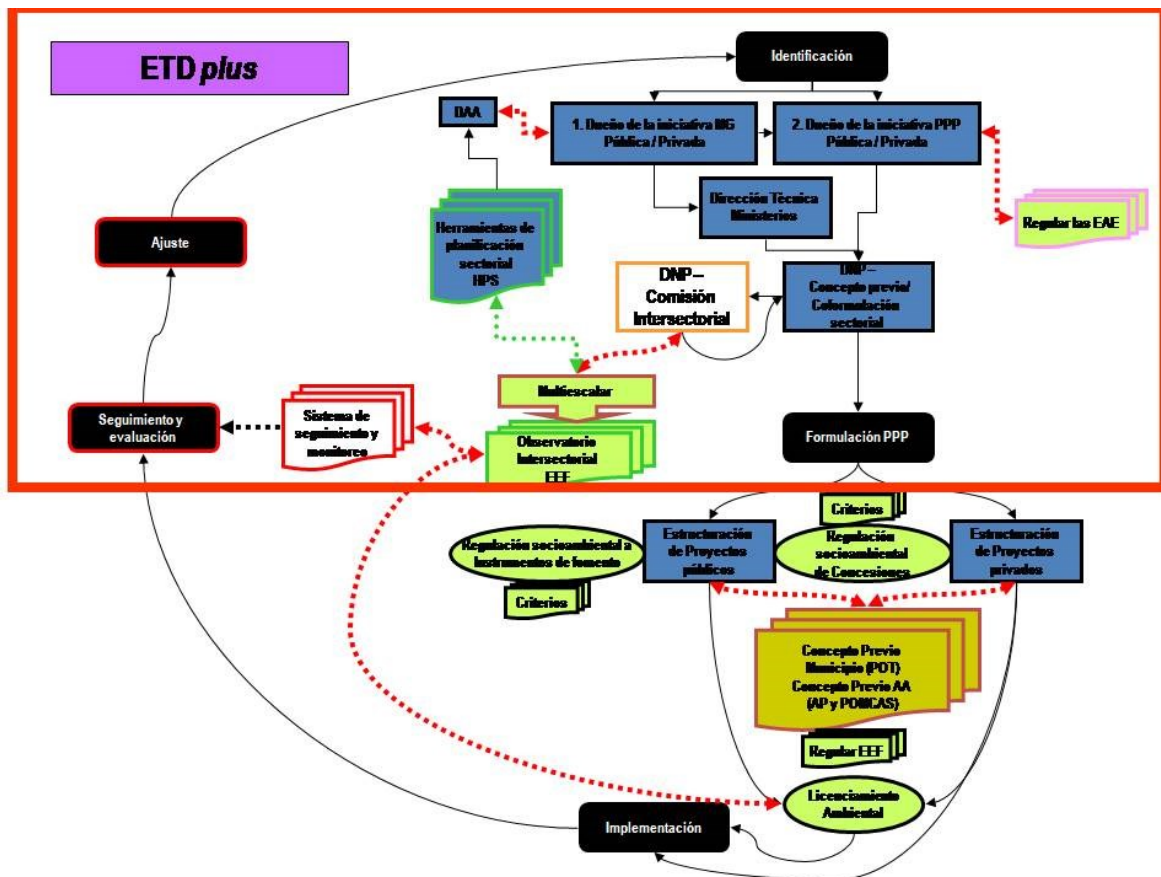 ETD plus
Identificación
DAA
1. Dueño de la iniciativa MG
Pública / Privada
2. Dueño de la iniciativa PPP
Pública / Privada
Dirección Técnica
Ministerios
Regular las EAE
Herramientas de
planificación
sectorial
HPS
Ajuste
DNP –
Comisión
Intersectorial
DNP –
Concepto previo/
Coformulación
sectorial
Multiescalar
Seguimiento y
evaluación
Sistema de
seguimiento y
monitoreo
Observatorio
Intersectorial
EEF
Formulación PPP
Criterios
Regulación socioambiental a
Instrumentos de fomento
Criterios
Estructuración
de Proyectos
públicos
Regulación
socioambiental
de Concesiones
Estructuración
de Proyectos
privados
Concepto Previo
Municipio (POT)
Concepto Previo AA
(AP y POMCAS)
Regular EEF
Licenciamiento
Ambiental
Implementación